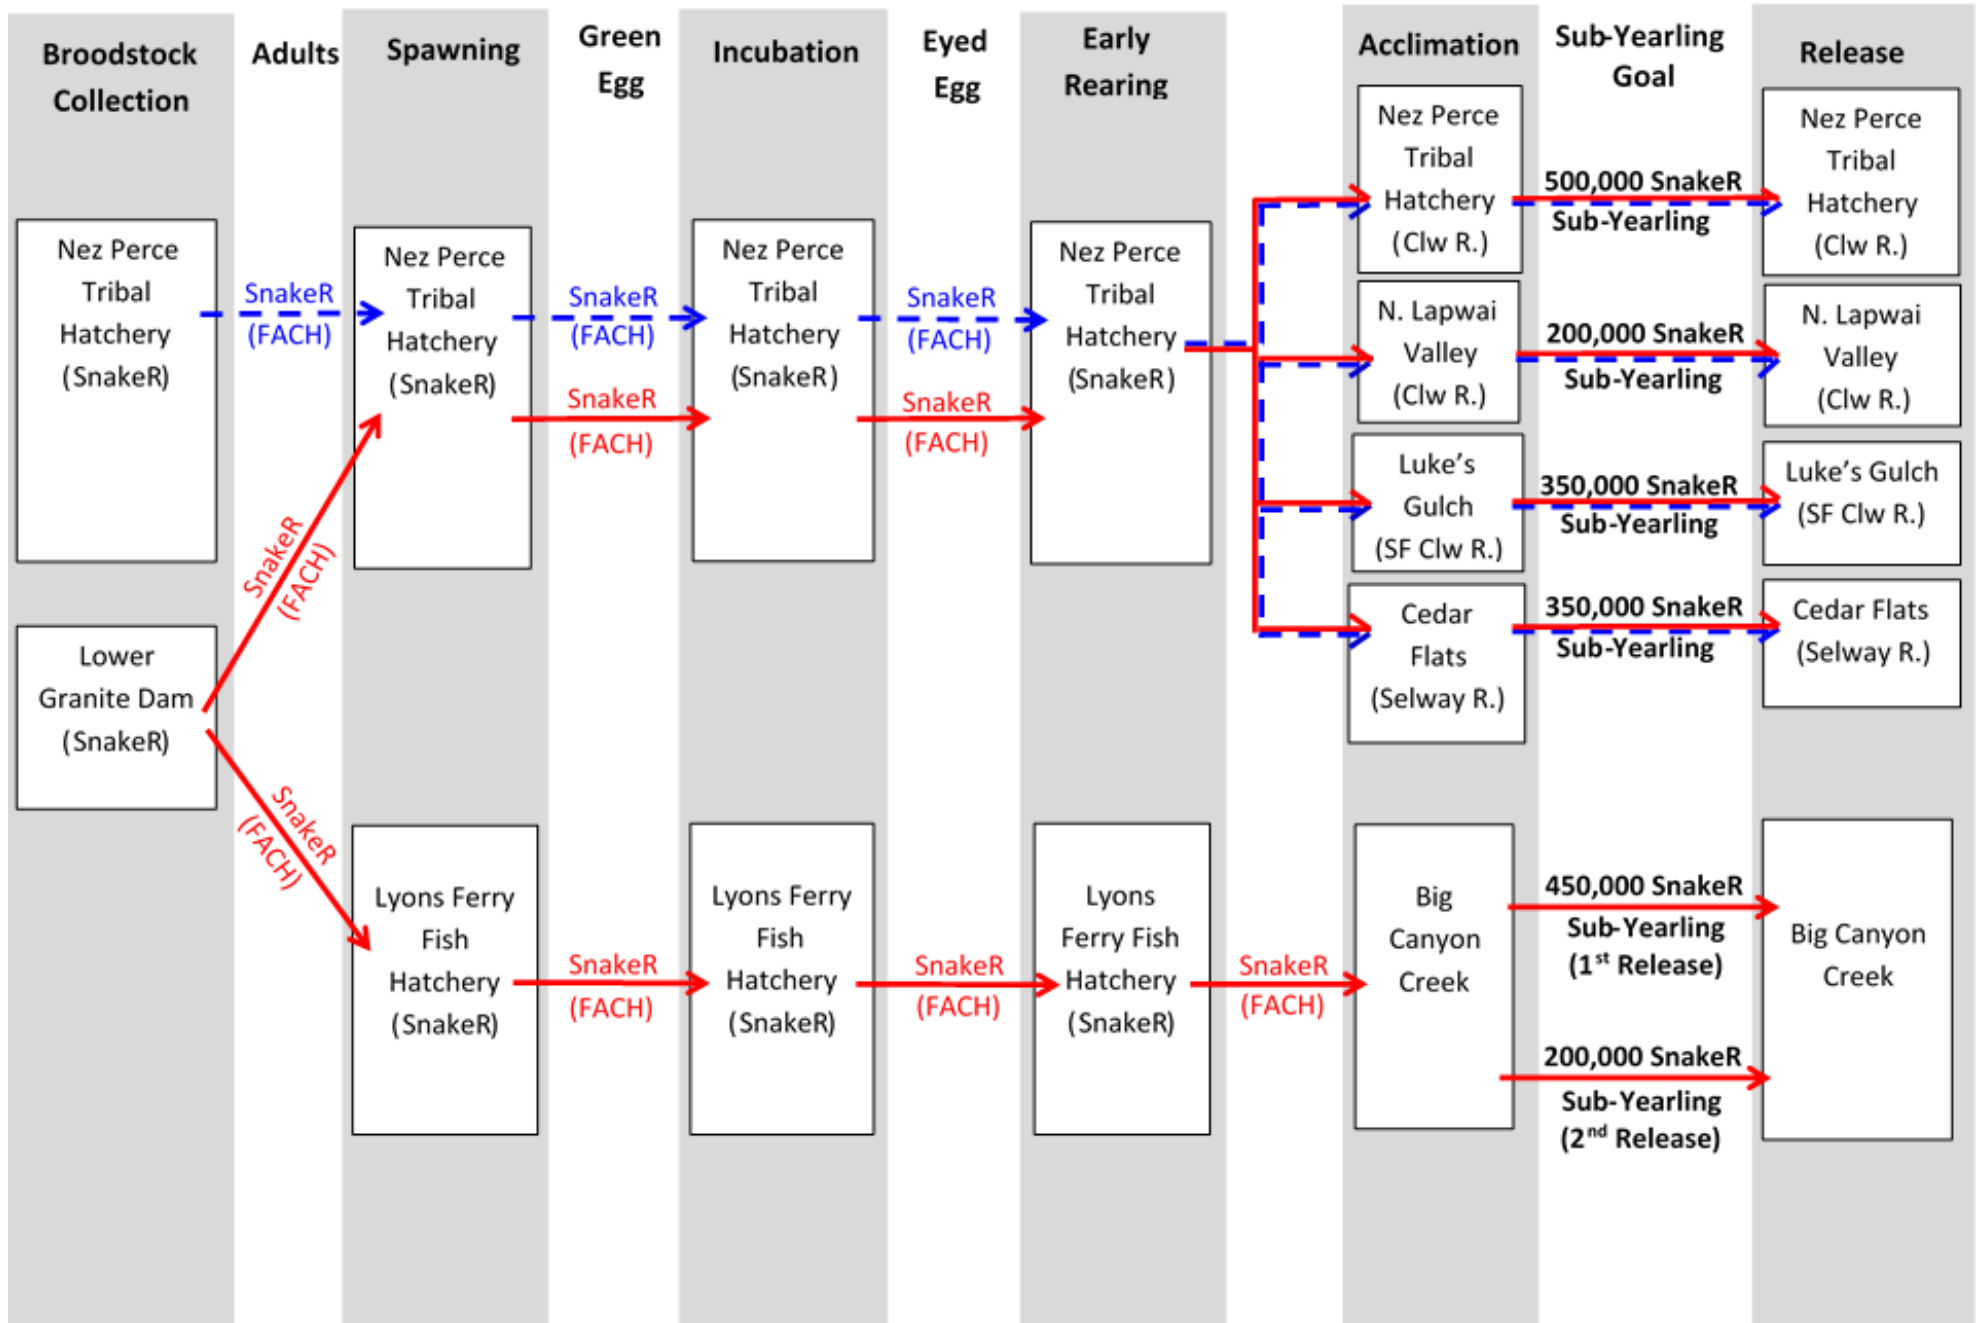 Broodstock
Collection
Adults
Spawning
Green
Egg
Incubation
Eyed
Egg
Early
Rearing
Acclimation
Sub-Yearling
Goal
Release
Nez Perce
Tribal
Hatchery
(SnakeR)
SnakeR
(FACH)
Nez Perce
Tribal
Hatchery
(SnakeR)
SnakeR
(FACH)
SnakeR
(FACH)
Nez Perce
Tribal
Hatchery
(SnakeR)
SnakeR
(FACH)
SnakeR
(FACH)
Nez Perce
Tribal
Hatchery
(SnakeR)
Nez Perce
Tribal
Hatchery
(Clw R.)
500,000 SnakeR
Sub-Yearling
Nez Perce
Tribal
Hatchery
(Clw R.)
N. Lapwai
Valley
(Clw R.)
200,000 SnakeR
Sub-Yearling
N. Lapwai
Valley
(Clw R.)
Luke's
Gulch
(SF Clw R.)
350,000 SnakeR
Sub-Yearling
Luke's Gulch
(SF Clw R.)
Cedar
Flats
(Selway R.)
350,000 SnakeR
Sub-Yearling
Cedar Flats
(Selway R.)
Lower
Granite Dam
(SnakeR)
SnakeR
(FACH)
SnakeR
(FACH)
Lyons Ferry
Fish
Hatchery
(SnakeR)
SnakeR
(FACH)
Lyons Ferry
Fish
Hatchery
(SnakeR)
SnakeR
(FACH)
Lyons
Ferry Fish
Hatchery
(SnakeR)
SnakeR
(FACH)
Big
Canyon
Creek
450,000 SnakeR
Sub-Yearling
(1st Release)
200,000 SnakeR
Sub-Yearling
(2nd Release)
Big Canyon
Creek